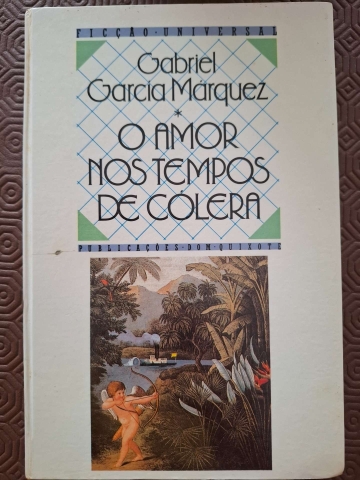 FICÇÃO · UNIVERSAL
Gabriel
García Márquez
*
O AMOR
NOS TEMPOS
DE CÓLERA
PUBLICAÇÕES · DOM · QUIXOTE